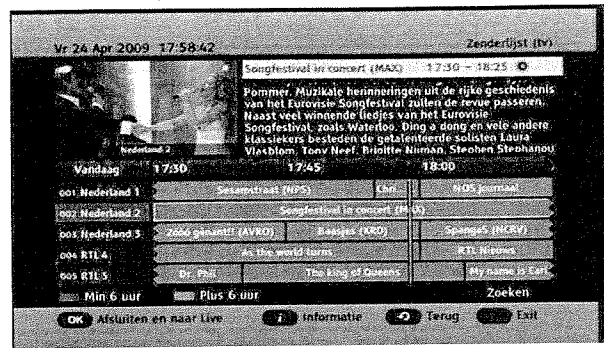 Vr 24 Apr 2009 17:58:42 Zenderlijst (tv)
Songfestival in concert (MAX) 17:30 - 18:25
Pommer. Muzikale herinneringen uit de rijke geschiedenis
van het Eurovisie Songfestival zullen de revue passeren.
Naast veel winnende liedjes van het Eurovisie
Songfestival, zoals Waterloo, Ding a dong en vele andere
klassiekers besteden de getalenteerde solisten Laura
Vlasblom, Tony Neef, Brigitte Nijman, Stephen Stephanou
Nederland 2
Vandaag 17:30 17:45 18:00
001 Nederland 1 Sesamstraat (NPS) Chri NOS Journaal
002 Nederland 2 Songfestival in concert (MAX)
003 Nederland 3 Zóóó gênant!! (AVRO) Baasjes (KRO) SpangaS (NCRV)
004 RTL 4 As the world turns RTL Nieuws
005 RTL 5 Dr. Phil The king of Queens My name is Earl
Min 6 uur Plus 6 uur Zoeken
OK Afsluiten en naar Live i Informatie Terug Exit